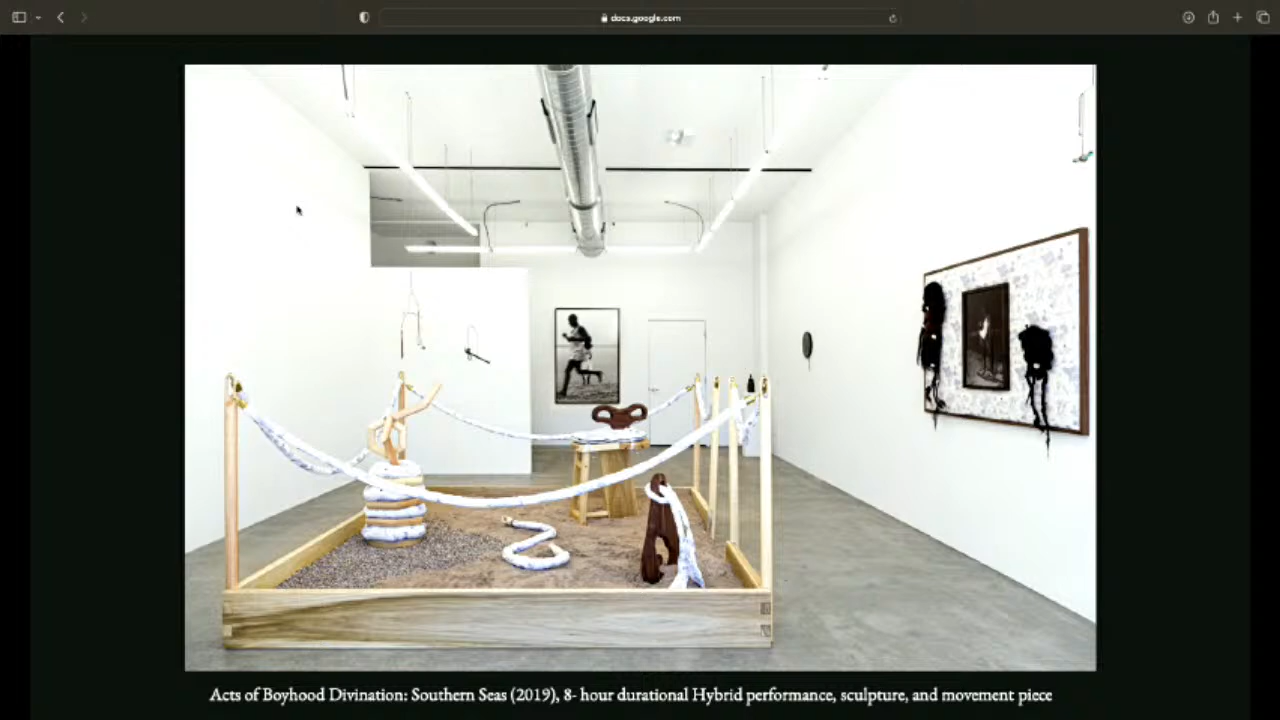 docs.google.com
Acts of Boyhood Divination: Southern Seas (2019), 8- hour durational Hybrid performance, sculpture, and movement piece